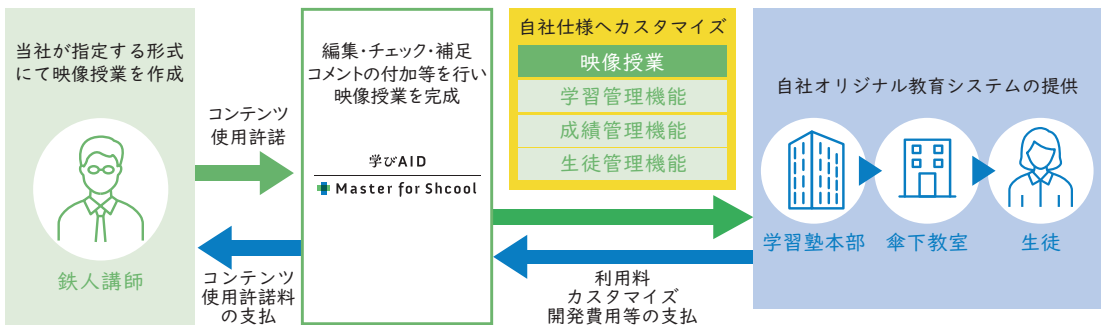 当社が指定する形式
にて映像授業を作成
鉄人講師
コンテンツ
使用許諾
コンテンツ
使用許諾料
の支払
編集・チェック・補足
コメントの付加等を行い
映像授業を完成
学びAID
Master for Shcool
自社仕様へカスタマイズ
映像授業
学習管理機能
成績管理機能
生徒管理機能
利用料
カスタマイズ
開発費用等の支払
自社オリジナル教育システムの提供
学習塾本部
傘下教室
生徒